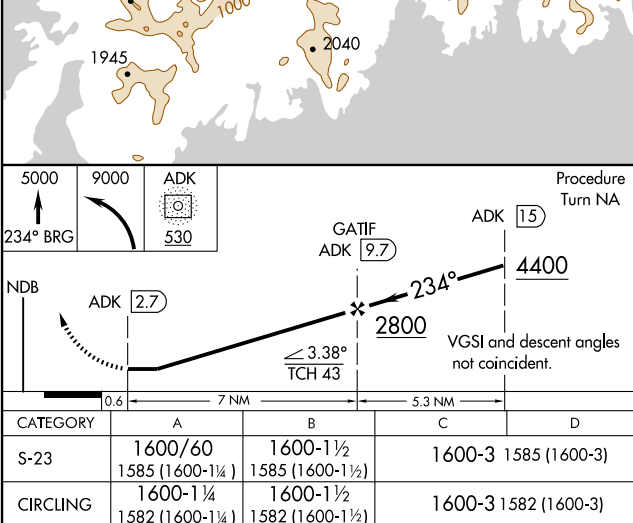 1000
2040
1945
5000
234° BRG
9000
ADK
530
Procedure
Turn NA
GATIF
ADK 9.7
ADK 15
4400
234°
2800
NDB
ADK 2.7
3.38°
TCH 43
VGSI and descent angles
not coincident.
0.6
7 NM
5.3 NM
CATEGORY A B C D
S-23
1600/60
1585 (1600-1¼)
1600-1½
1585 (1600-1½)
1600-3 1585 (1600-3)
CIRCLING
1600-1¼
1582 (1600-1¼)
1600-1½
1582 (1600-1½)
1600-3 1582 (1600-3)